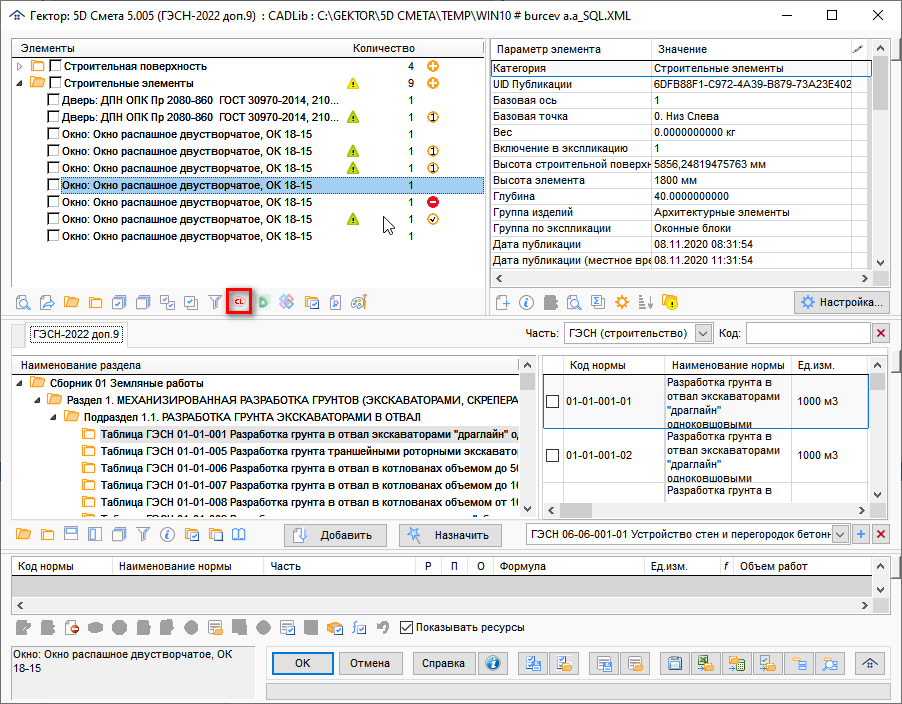 Гектор: 5D Смета 5.005 (ГЭСН-2022 доп.9) : CADLib : C:\GEKTOR\5D СМЕТА\TEMP\WIN10 # burcev a.a_SQL.XML
Элементы Количество
Строительная поверхность 4
Строительные элементы 9
Дверь: ДПН ОПК Пр 2080-860 ГОСТ 30970-2014, 210... 1
Дверь: ДПН ОПК Пр 2080-860 ГОСТ 30970-2014, 210... 1 1
Окно: Окно распашное двустворчатое, ОК 18-15 1
Окно: Окно распашное двустворчатое, ОК 18-15 1 1
Окно: Окно распашное двустворчатое, ОК 18-15 1 1
Окно: Окно распашное двустворчатое, ОК 18-15 1
Окно: Окно распашное двустворчатое, ОК 18-15 1
Окно: Окно распашное двустворчатое, ОК 18-15 1
Окно: Окно распашное двустворчатое, ОК 18-15 1
CL D
Параметр элемента Значение
Категория Строительные элементы
UID Публикации 6DFB88F1-C972-4A39-B879-73A23E402
Базовая ось 1
Базовая точка 0. Низ Слева
Вес 0.0000000000 кг
Включение в экспликацию 1
Высота строительной поверхн 5856,24819475763 мм
Высота элемента 1800 мм
Глубина 40.0000000000
Группа изделий Архитектурные элементы
Группа по экспликации Оконные блоки
Дата публикации 08.11.2020 8:31:54
Дата публикации (местное вре 08.11.2020 11:31:54
Настройка...
ГЭСН-2022 доп.9
Часть: ГЭСН (строительство) Код:
Наименование раздела
Сборник 01 Земляные работы
Раздел 1. МЕХАНИЗИРОВАННАЯ РАЗРАБОТКА ГРУНТОВ (ЭКСКАВАТОРАМИ, СКРЕПЕРА
Подраздел 1.1. РАЗРАБОТКА ГРУНТА ЭКСКАВАТОРАМИ В ОТВАЛ
Таблица ГЭСН 01-01-001 Разработка грунта в отвал экскаваторами "драглайн" о
Таблица ГЭСН 01-01-005 Разработка грунта траншейными роторными экскавато
Таблица ГЭСН 01-01-006 Разработка грунта в отвал в котлованах объемом до 50
Таблица ГЭСН 01-01-007 Разработка грунта в отвал в котлованах объемом до 10
Таблица ГЭСН 01-01-008 Разработка грунта в отвал в котлованах объемом от 10
Код нормы Наименование нормы Ед.изм.
01-01-001-01 Разработка грунта в
отвал экскаваторами
"драглайн"
одноковшовыми 1000 м3
01-01-001-02 Разработка грунта в
отвал экскаваторами
"драглайн"
одноковшовыми 1000 м3
Разработка грунта в
Добавить Назначить ГЭСН 06-06-001-01 Устройство стен и перегородок бетонн
Код нормы Наименование нормы Часть Р П О Формула Ед.изм. f Объем работ
Показывать ресурсы
Окно: Окно распашное двустворчатое, ОК
18-15
ОК Отмена Справка